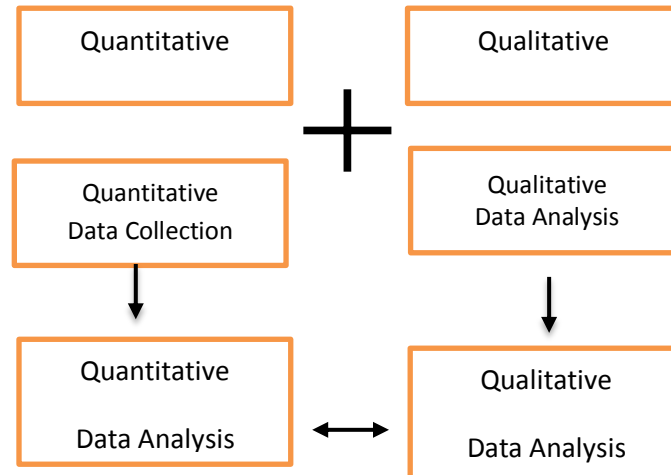 Quantitative
Qualitative
Quantitative
Data Collection
Qualitative
Data Analysis
Quantitative
Data Analysis
Qualitative
Data Analysis